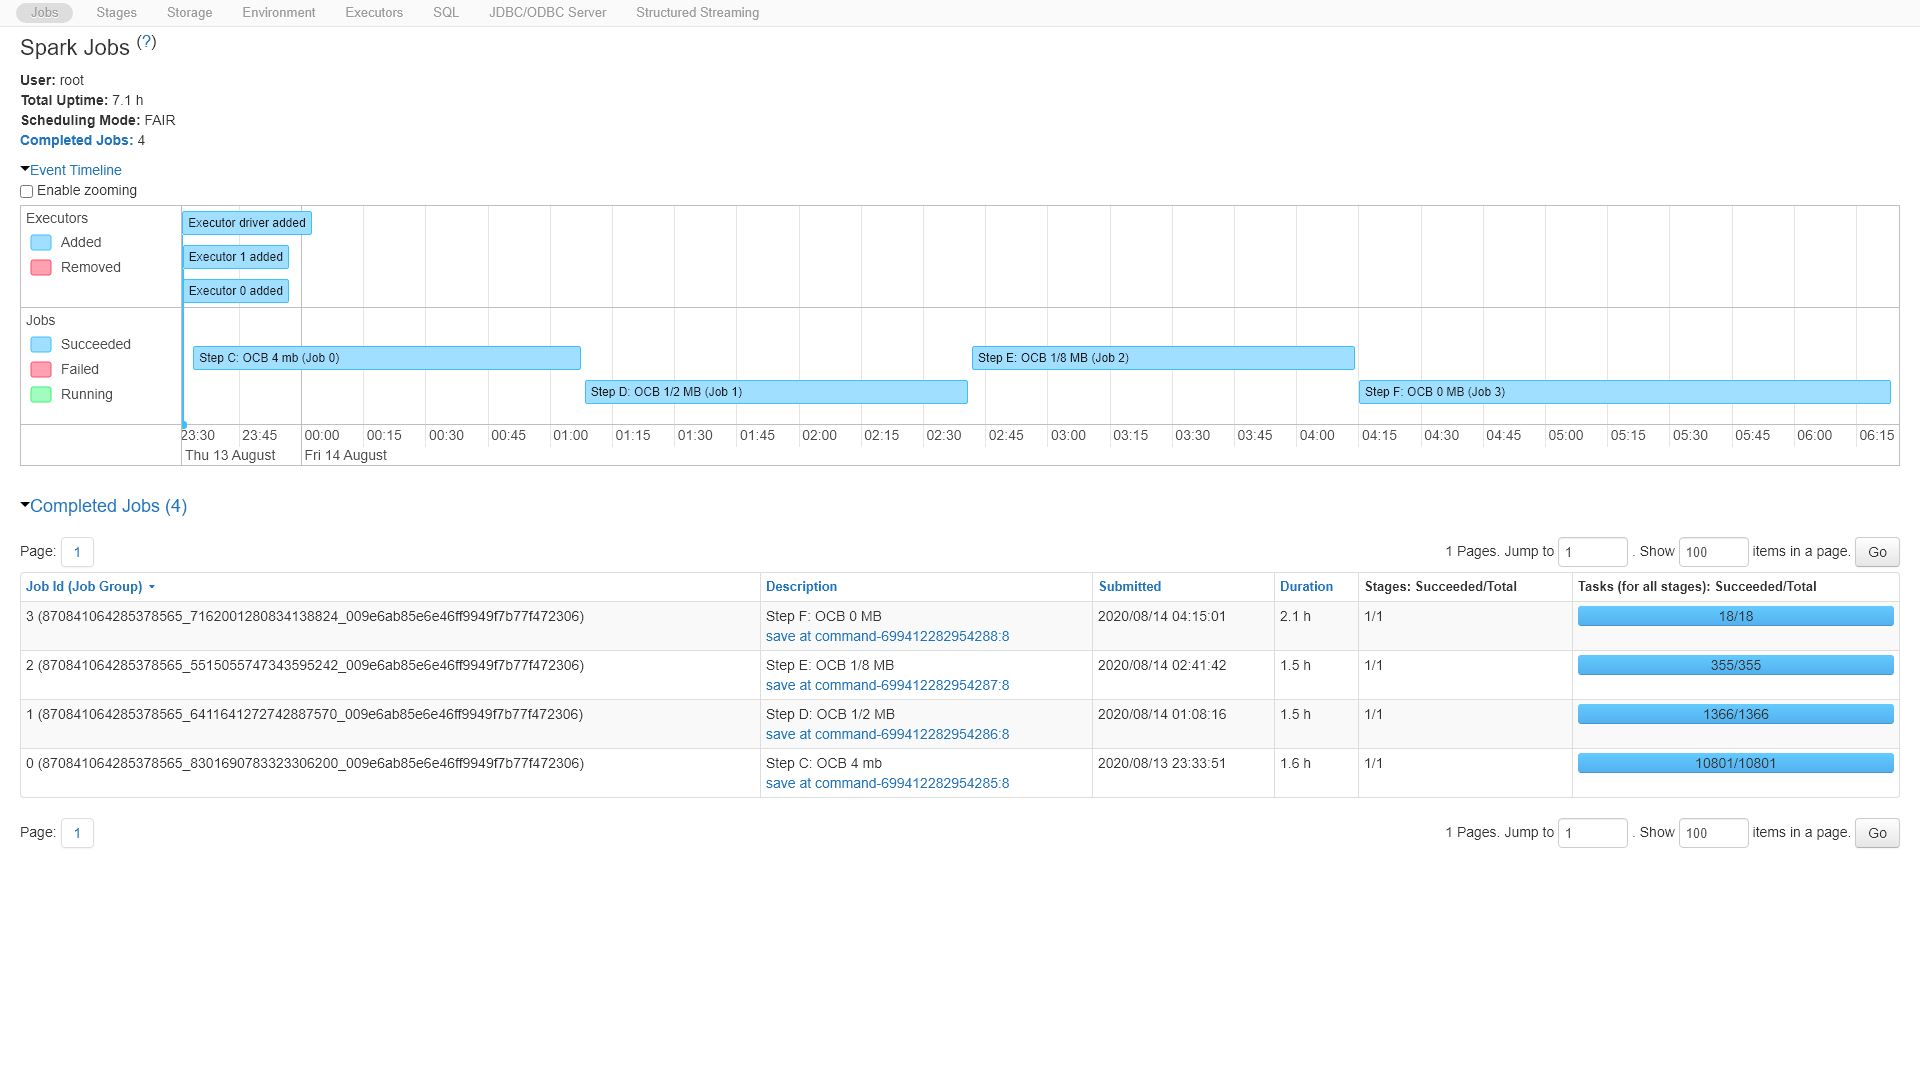 Jobs Stages Storage Environment Executors SQL JDBC/ODBC Server Structured Streaming
Spark Jobs (?)
User: root
Total Uptime: 7.1 h
Scheduling Mode: FAIR
Completed Jobs: 4
Event Timeline
Enable zooming
Executors
Added
Removed
Executor driver added
Executor 1 added
Executor 0 added
Jobs
Succeeded
Failed
Running
Step C: OCB 4 mb (Job 0)
Step E: OCB 1/8 MB (Job 2)
Step D: OCB 1/2 MB (Job 1)
Step F: OCB 0 MB (Job 3)
23:30 23:45 00:00 00:15 00:30 00:45 01:00 01:15 01:30 01:45 02:00 02:15 02:30 02:45 03:00 03:15 03:30 03:45 04:00 04:15 04:30 04:45 05:00 05:15 05:30 05:45 06:00 06:15
Thu 13 August Fri 14 August
Completed Jobs (4)
Page: 1 1 Pages. Jump to 1 . Show 100 items in a page. Go
Job Id (Job Group) Description Submitted Duration Stages: Succeeded/Total Tasks (for all stages): Succeeded/Total
3 (870841064285378565_7162001280834138824_009e6ab85e6e46ff9949f7b77f472306) Step F: OCB 0 MB 2020/08/14 04:15:01 2.1 h 1/1 18/18
save at command-699412282954288:8
2 (870841064285378565_5515055747343595242_009e6ab85e6e46ff9949f7b77f472306) Step E: OCB 1/8 MB 2020/08/14 02:41:42 1.5 h 1/1 355/355
save at command-699412282954287:8
1 (870841064285378565_6411641272742887570_009e6ab85e6e46ff9949f7b77f472306) Step D: OCB 1/2 MB 2020/08/14 01:08:16 1.5 h 1/1 1366/1366
save at command-699412282954286:8
0 (870841064285378565_8301690783323306200_009e6ab85e6e46ff9949f7b77f472306) Step C: OCB 4 mb 2020/08/13 23:33:51 1.6 h 1/1 10801/10801
save at command-699412282954285:8
Page: 1 1 Pages. Jump to 1 . Show 100 items in a page. Go